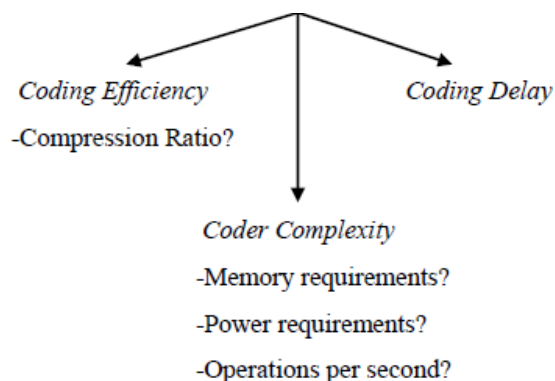 Coding Efficiency
-Compression Ratio?
Coding Delay
Coder Complexity
-Memory requirements?
-Power requirements?
-Operations per second?